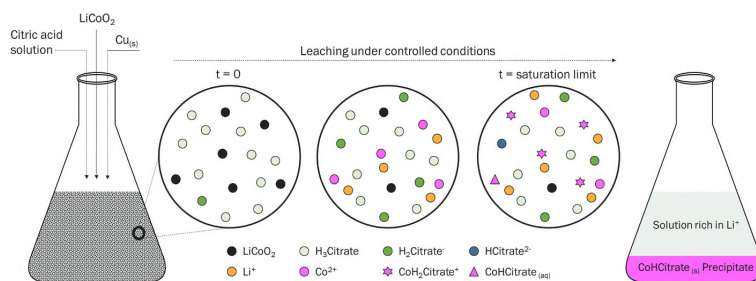 LiCoO₂
Citric acid
solution
Cu₍ₛ₎
Leaching under controlled conditions
t = 0
t = saturation limit
LiCoO₂
H₃Citrate
H₂Citrate⁻
HCitrate²⁻
Li⁺
Co²⁺
CoH₂Citrate⁺
CoHCitrate₍ₐq₎
Solution rich in Li⁺
CoHCitrate₍ₛ₎ Precipitate